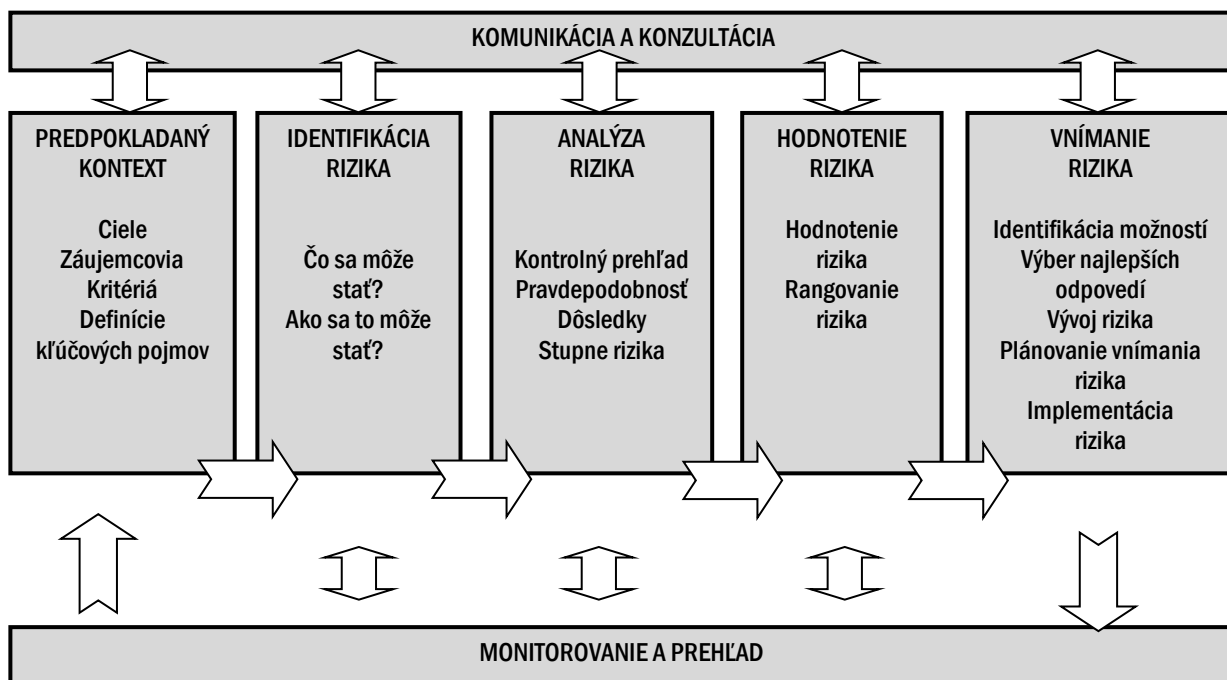 KOMUNIKÁCIA A KONZULTÁCIA
PREDPOKLADANÝ
KONTEXT
Ciele
Záujemcovia
Kritériá
Definície
kľúčových pojmov
IDENTIFIKÁCIA
RIZIKA
Čo sa môže
stať?
Ako sa to môže
stať?
ANALÝZA
RIZIKA
Kontrolný prehľad
Pravdepodobnosť
Dôsledky
Stupne rizika
HODNOTENIE
RIZIKA
Hodnotenie
rizika
Rangovanie
rizika
VNÍMANIE
RIZIKA
Identifikácia možností
Výber najlepších
odpovedí
Vývoj rizika
Plánovanie vnímania
rizika
Implementácia
rizika
MONITOROVANIE A PREHĽAD